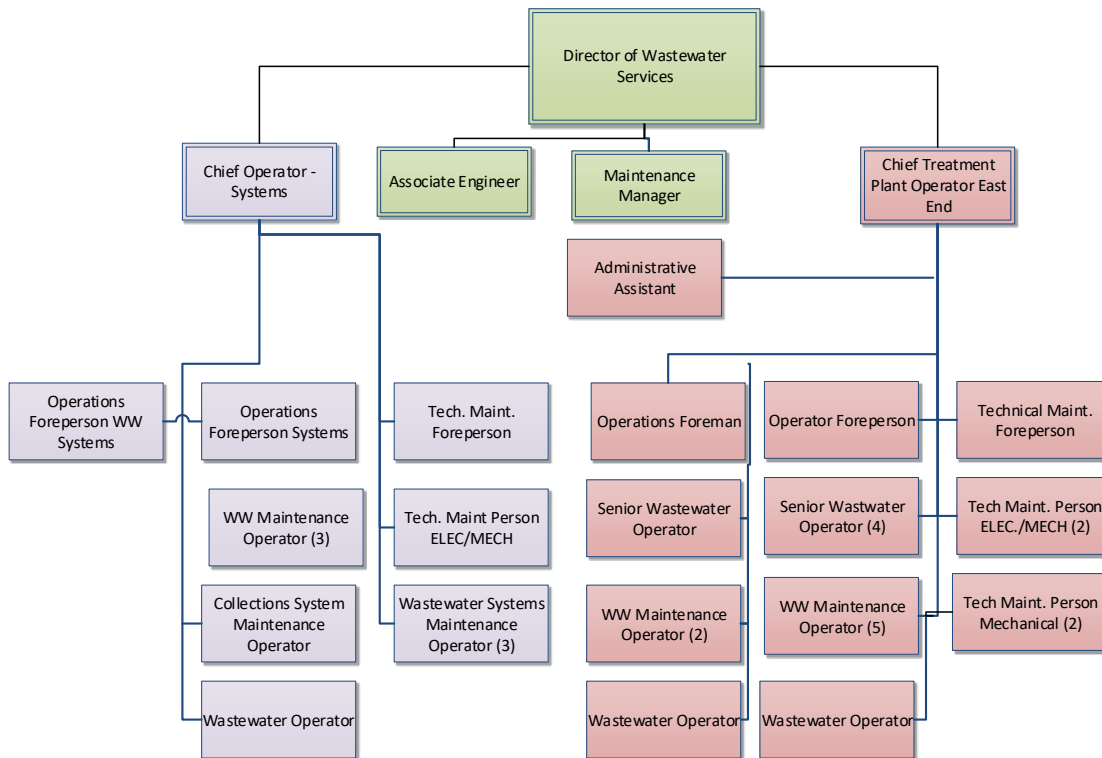 Director of Wastewater
Services
Chief Operator -
Systems
Associate Engineer
Maintenance
Manager
Chief Treatment
Plant Operator East
End
Administrative
Assistant
Operations
Foreperson WW
Systems
Operations
Foreperson Systems
Tech. Maint.
Foreperson
Operations Foreman
Operator Foreperson
Technical Maint.
Foreperson
WW Maintenance
Operator (3)
Tech. Maint Person
ELEC/MECH
Senior Wastewater
Operator
Senior Wastwater
Operator (4)
Tech Maint. Person
ELEC./MECH (2)
Collections System
Maintenance
Operator
Wastewater Systems
Maintenance
Operator (3)
WW Maintenance
Operator (2)
WW Maintenance
Operator (5)
Tech Maint. Person
Mechanical (2)
Wastewater Operator
Wastewater Operator
Wastewater Operator